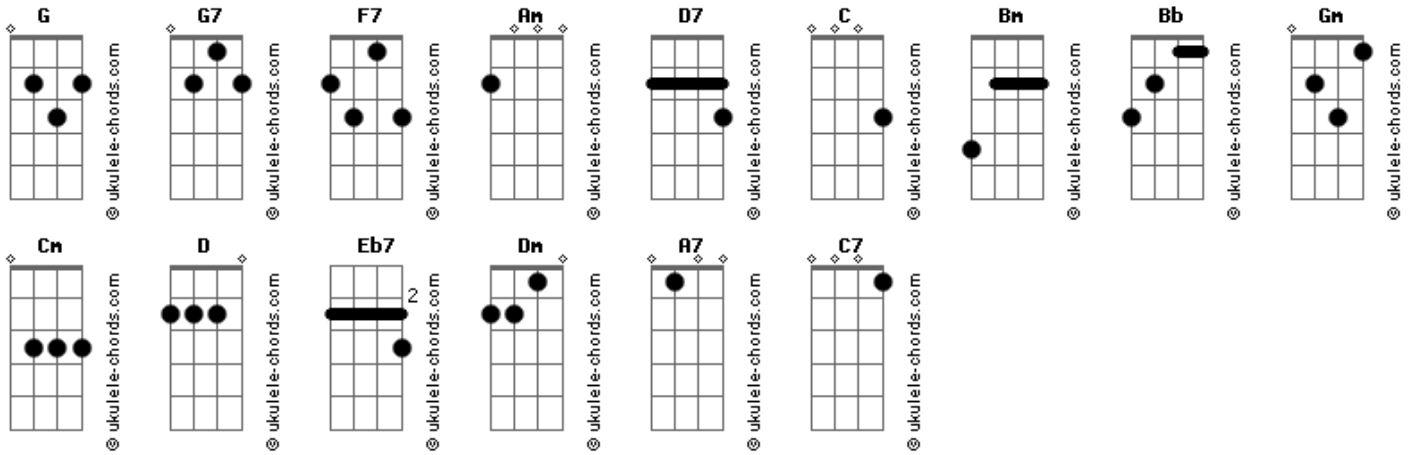 G G7 F7 Am D7 C Bm Bb Gm
© ukulele-chords.com © ukulele-chords.com © ukulele-chords.com © ukulele-chords.com © ukulele-chords.com © ukulele-chords.com © ukulele-chords.com © ukulele-chords.com © ukulele-chords.com
Cm D Eb7 Dm A7 C7
2
© ukulele-chords.com © ukulele-chords.com © ukulele-chords.com © ukulele-chords.com © ukulele-chords.com © ukulele-chords.com